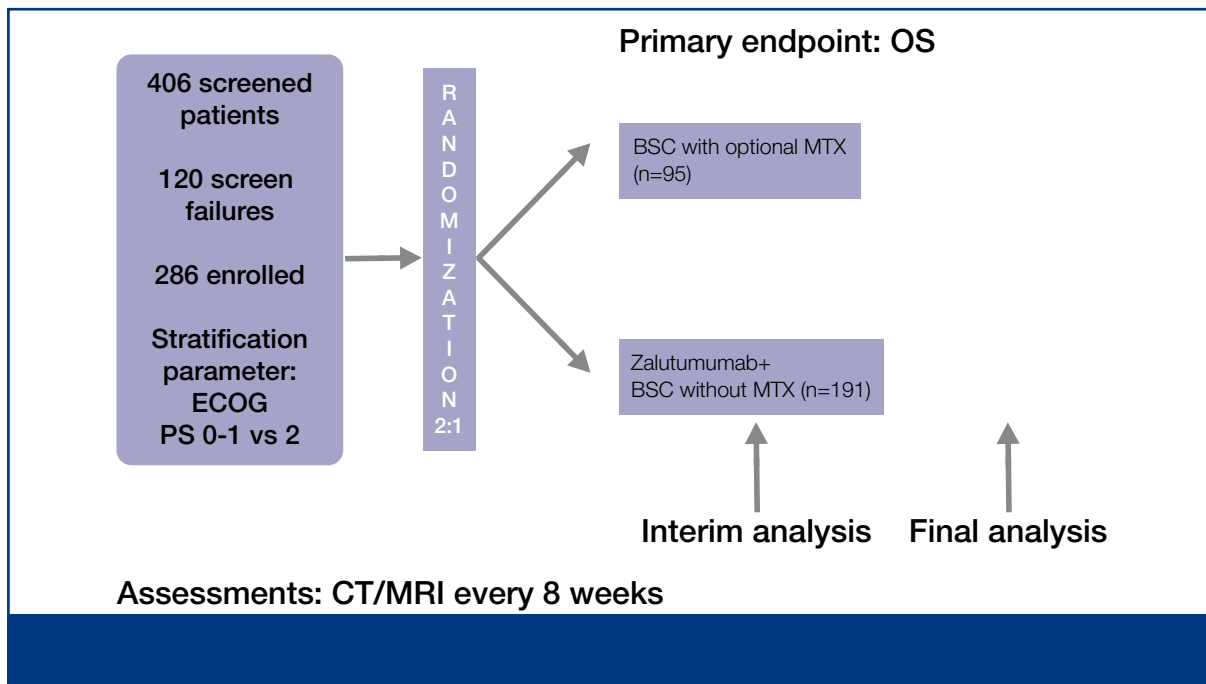 Primary endpoint: OS
406 screened
patients
120 screen
failures
286 enrolled
Stratification
parameter:
ECOG
PS 0-1 vs 2
R
A
N
D
O
M
I
Z
A
T
I
O
N
2:1
BSC with optional MTX
(n=95)
Zalutumumab+
BSC without MTX (n=191)
Interim analysis
Final analysis
Assessments: CT/MRI every 8 weeks